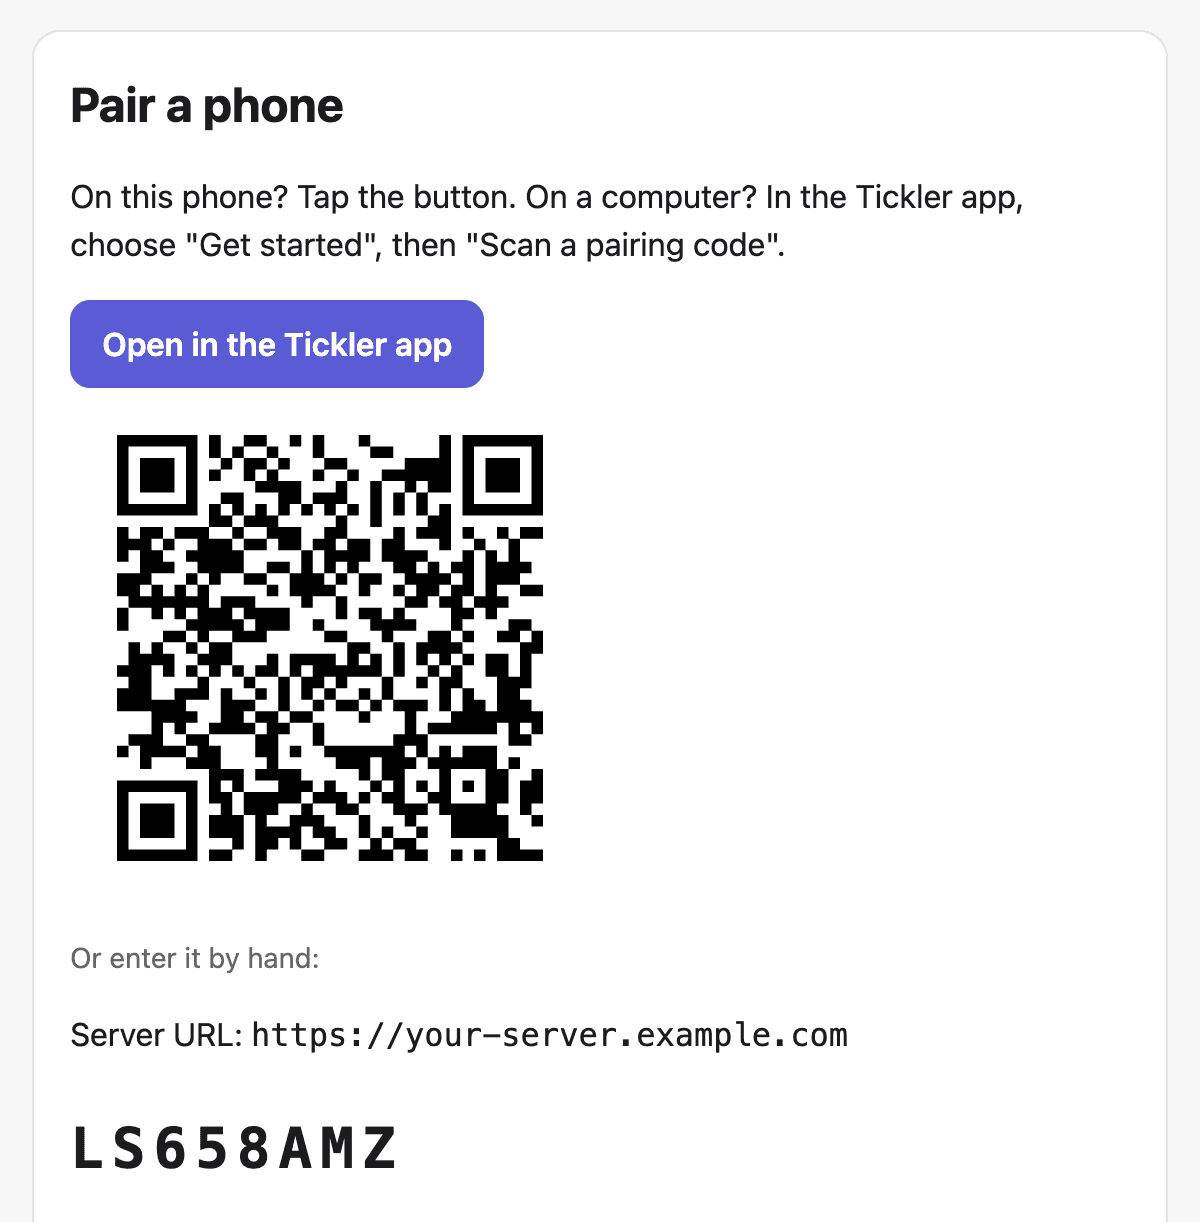 Pair a phone
On this phone? Tap the button. On a computer? In the Tickler app,
choose "Get started", then "Scan a pairing code".
Open in the Tickler app
Or enter it by hand:
Server URL: https://your-server.example.com
LS658AMZ